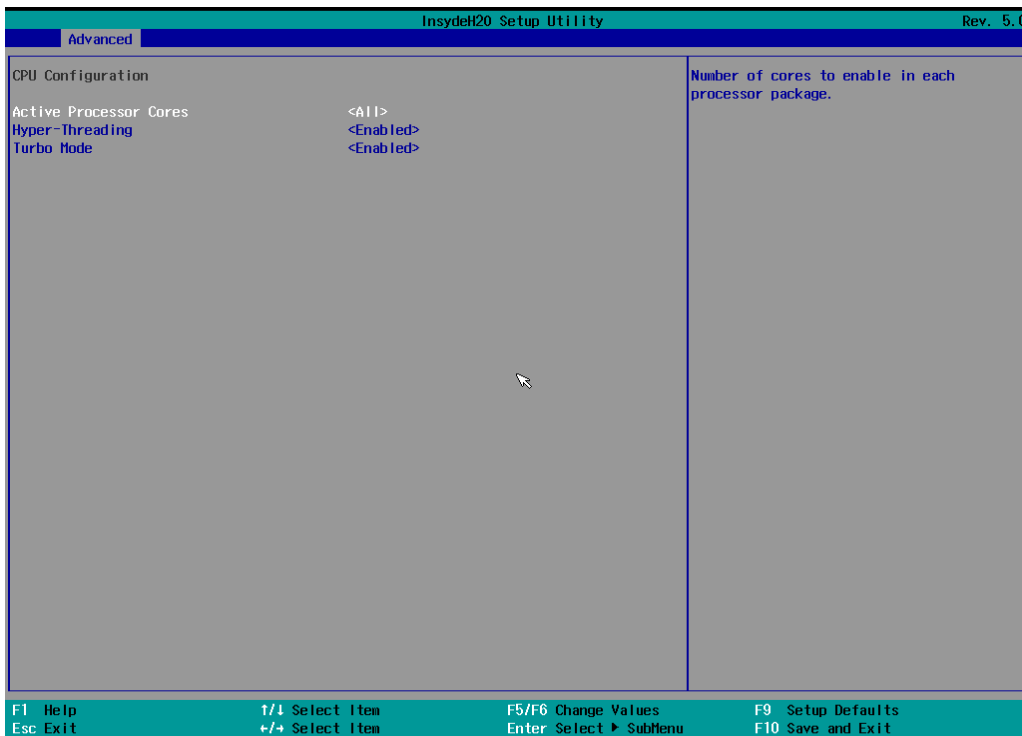 InsydeH20 Setup Utility Rev. 5.0
Advanced
CPU Configuration
Active Processor Cores <All>
Hyper-Threading <Enabled>
Turbo Mode <Enabled>
Number of cores to enable in each
processor package.
F1 Help ↑/↓ Select Item F5/F6 Change Values F9 Setup Defaults
Esc Exit ←/→ Select Item Enter Select ▶ SubMenu F10 Save and Exit